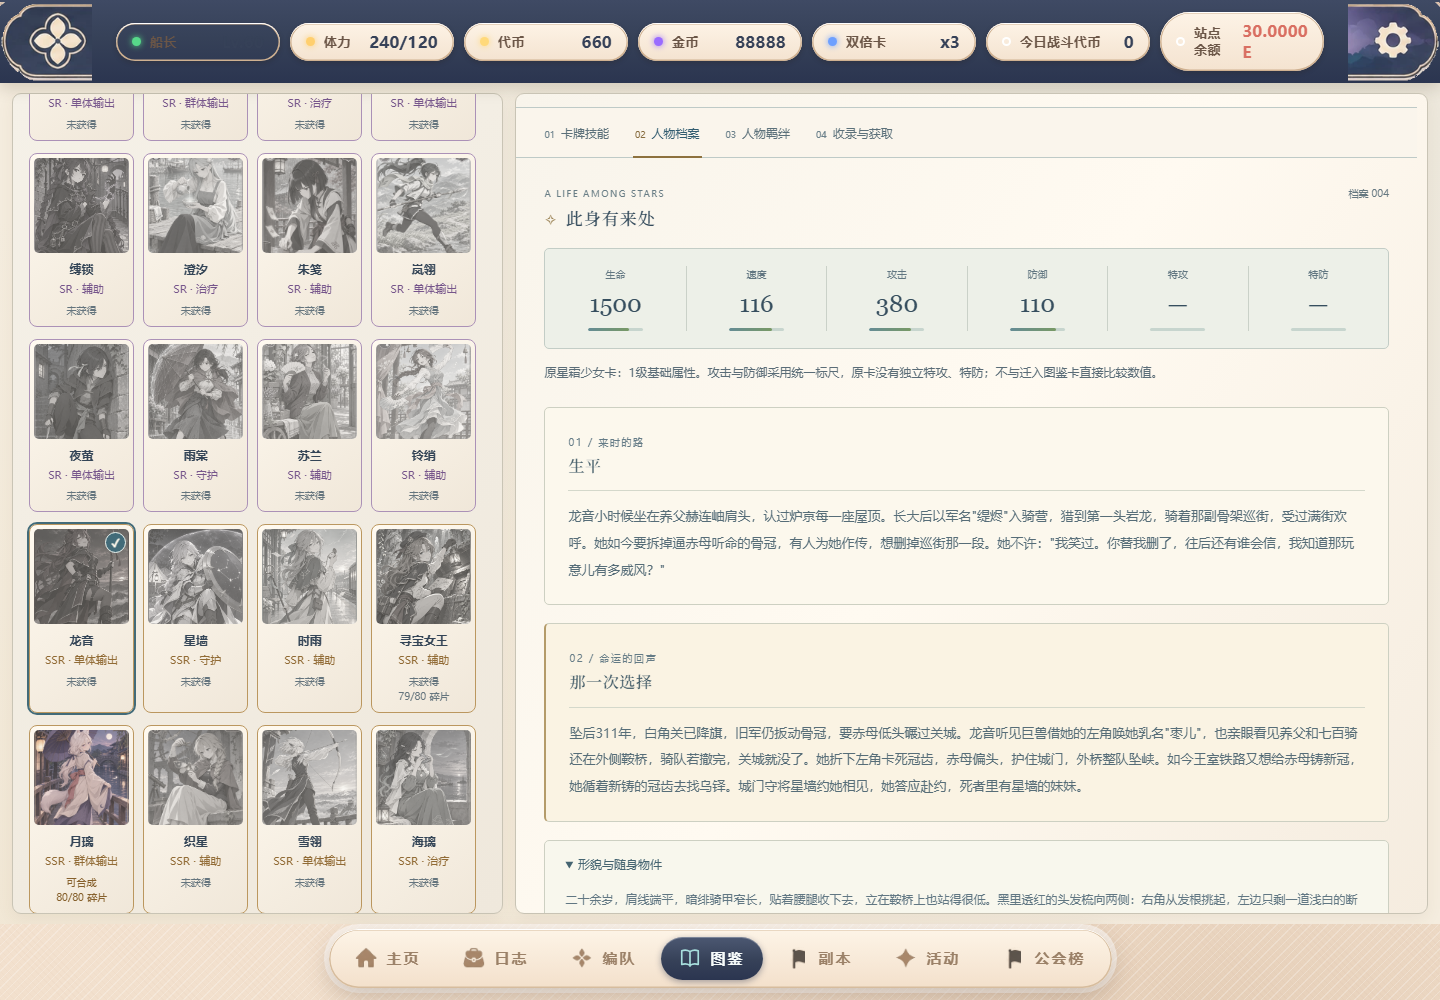 船长
体力 240/120
代币 660
金币 88888
双倍卡 x3
今日战斗代币 0
站点余额 30.0000E
SR · 单体输出
未获得
SR · 群体输出
未获得
SR · 治疗
未获得
SR · 单体输出
未获得
缚锁
SR · 辅助
未获得
澄汐
SR · 治疗
未获得
朱笺
SR · 辅助
未获得
岚翎
SR · 单体输出
未获得
夜萤
SR · 单体输出
未获得
雨棠
SR · 守护
未获得
苏兰
SR · 辅助
未获得
铃绡
SR · 辅助
未获得
龙音
SSR · 单体输出
未获得
星墙
SSR · 守护
未获得
时雨
SSR · 辅助
未获得
寻宝女王
SSR · 辅助
未获得
79/80 碎片
月璃
SSR · 群体输出
可合成
80/80 碎片
织星
SSR · 辅助
未获得
雪翎
SSR · 单体输出
未获得
海璃
SSR · 治疗
未获得
01 卡牌技能
02 人物档案
03 人物羁绊
04 收录与获取
A LIFE AMONG STARS
档案 004
此身有来处
生命 1500
速度 116
攻击 380
防御 110
特攻 —
特防 —
原星霜少女卡：1级基础属性。攻击与防御采用统一标尺，原卡没有独立特攻、特防；不与迁入图鉴卡直接比较数值。
01 / 来时的路
生平
龙音小时候坐在养父赫连岫肩头，认过炉京每一座屋顶。长大后以军名"缇烬"入骑营，猎到第一头岩龙，骑着那副骨架巡街，受过满街欢
呼。她如今要拆掉逼赤母听命的骨冠，有人为她作传，想删掉巡街那一段。她不许："我笑过。你替我删了，往后还有谁会信，我知道那玩
意儿有多威风？"
02 / 命运的回声
那一次选择
坠后311年，白角关已降旗，旧军仍扳动骨冠，要赤母低头碾过关城。龙音听见巨兽借她的左角唤她乳名"枣儿"，也亲眼看见养父和七百骑
还在外侧鞍桥，骑队若撤完，关城就没了。她折下左角卡死冠齿，赤母偏头，护住城门，外桥整队坠峡。如今王室铁路又想给赤母铸新冠，
她循着新铸的冠齿去找乌铎。城门守将星墙约她相见，她答应赴约，死者里有星墙的妹妹。
▼ 形貌与随身物件
二十余岁，肩线端平，暗绯骑甲窄长，贴着腰腿收下去，立在鞍桥上也站得很低。黑里透红的头发梳向两侧：右角从发根挑起，左边只剩一道浅白的断
主页
日志
编队
图鉴
副本
活动
公会榜